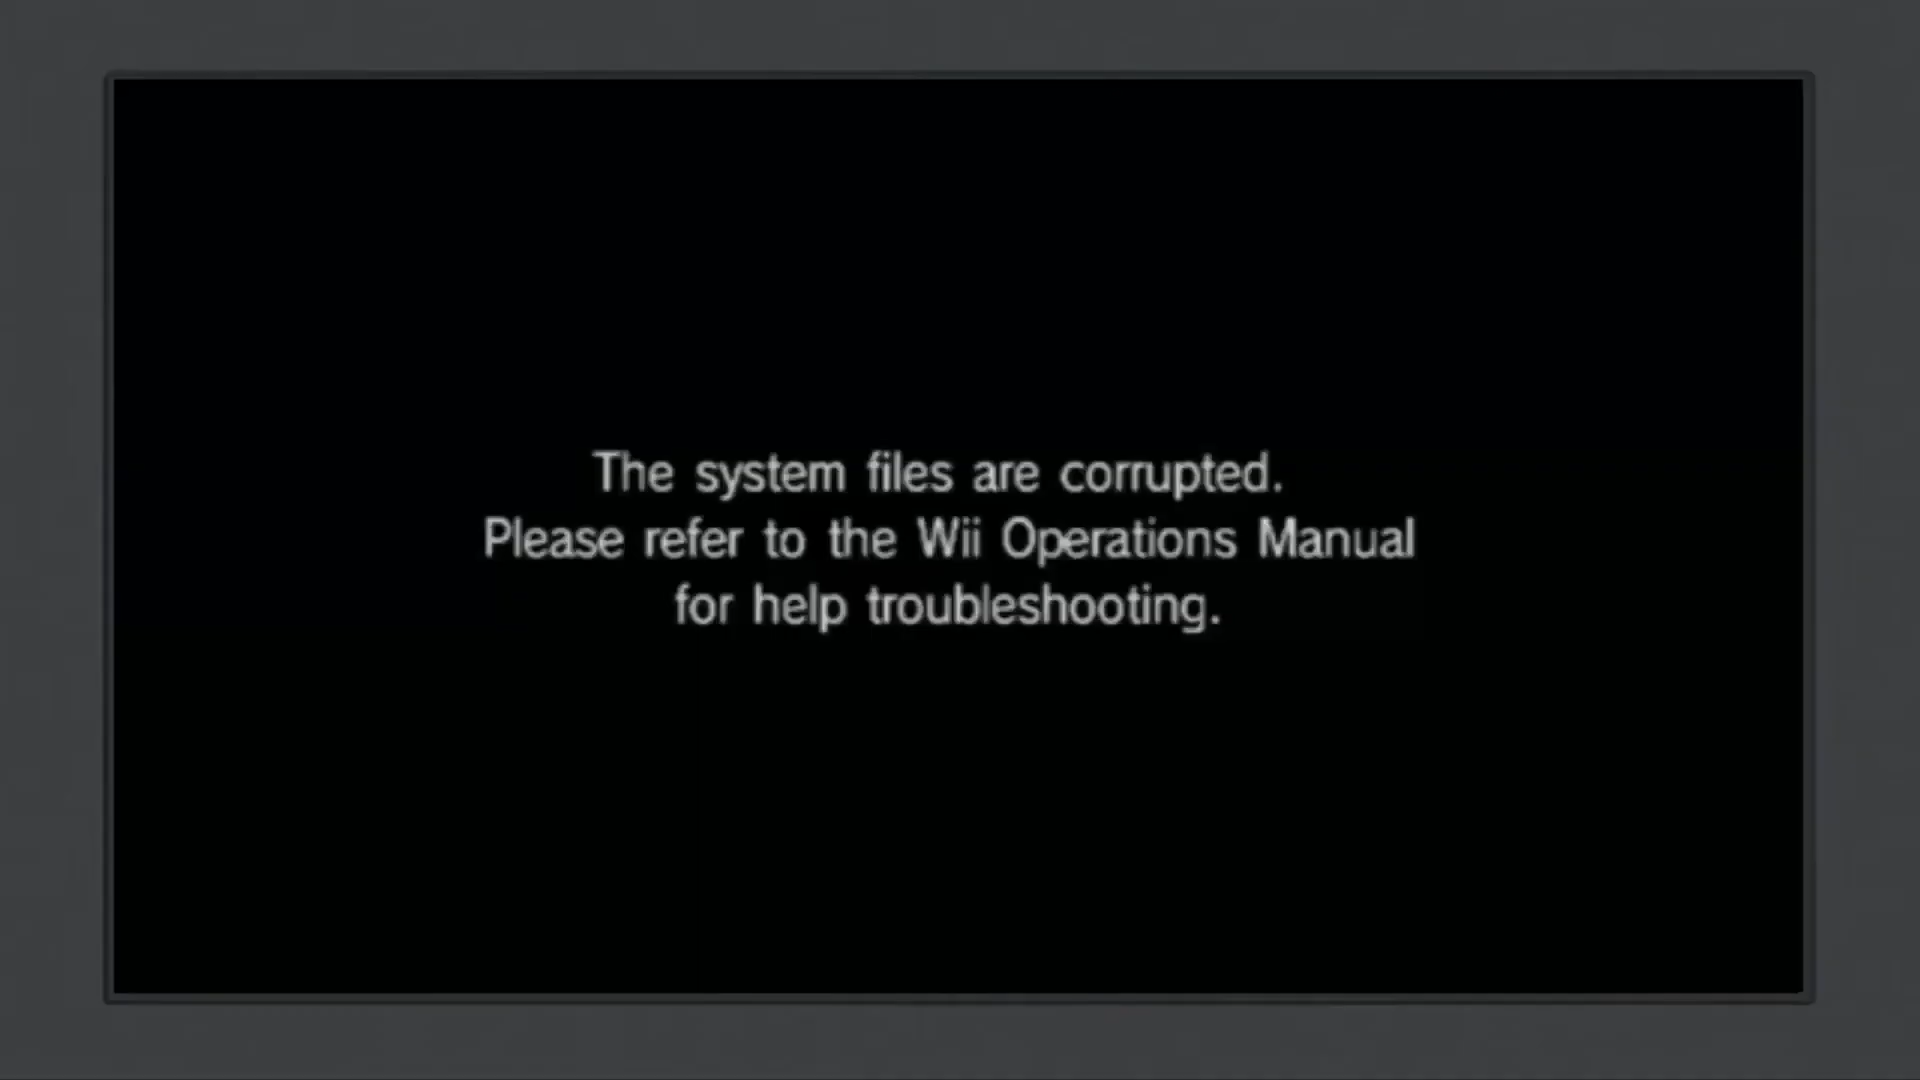 The system files are corrupted.
Please refer to the Wii Operations Manual
for help troubleshooting.